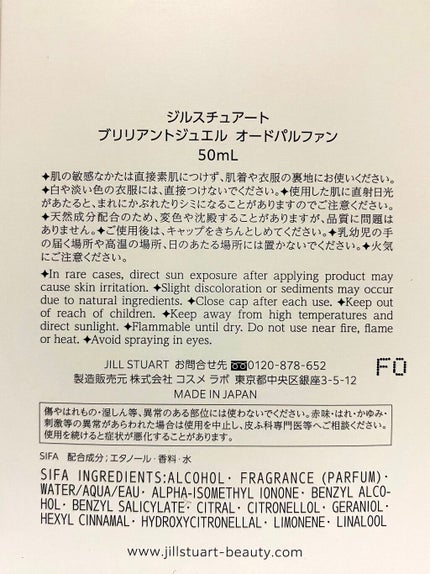 ジルスチュアート
ブリリアントジュエル オードパルファン
50mL
✦肌の敏感なかたは直接素肌につけず、肌着や衣服の裏地にお使いください。
✦白や淡い色の衣服には、直接つけないでください。✦使用した肌に直射日光
があたると、まれにかぶれたりシミになることがありますのでご注意ください。
✦天然成分配合のため、変色や沈殿することがありますが、品質に問題は
ありません。✦ご使用後は、キャップをきちんとしめてください。✦乳幼児の手
の届く場所や高温の場所、日のあたる場所には置かないでください。✦火気
にご注意ください。
✦In rare cases, direct sun exposure after applying product may
cause skin irritation. ✦Slight discoloration or sediments may occur
due to natural ingredients. ✦Close cap after each use. ✦Keep out
of reach of children. ✦Keep away from high temperatures and
direct sunlight. ✦Flammable until dry. Do not use near fire, flame
or heat. ✦Avoid spraying in eyes.
JILL STUART お問合せ先 0120-878-652
製造販売元 株式会社 コスメ ラボ 東京都中央区銀座3-5-12
MADE IN JAPAN
FO
傷やはれもの・湿しん等、異常のある部位には使わないでください。赤味・はれ・かゆみ・
刺激等の異常があらわれた場合は使用を中止し、皮ふ科専門医等へご相談ください。
使用を続けると症状が悪化することがあります。
SIFA 配合成分;エタノール・香料・水
SIFA INGREDIENTS:ALCOHOL・ FRAGRANCE (PARFUM)・
WATER/AQUA/EAU・ ALPHA-ISOMETHYL IONONE・ BENZYL ALCO-
HOL・ BENZYL SALICYLATE・ CITRAL・ CITRONELLOL・ GERANIOL・
HEXYL CINNAMAL・ HYDROXYCITRONELLAL・ LIMONENE・ LINALOOL
www.jillstuart-beauty.com